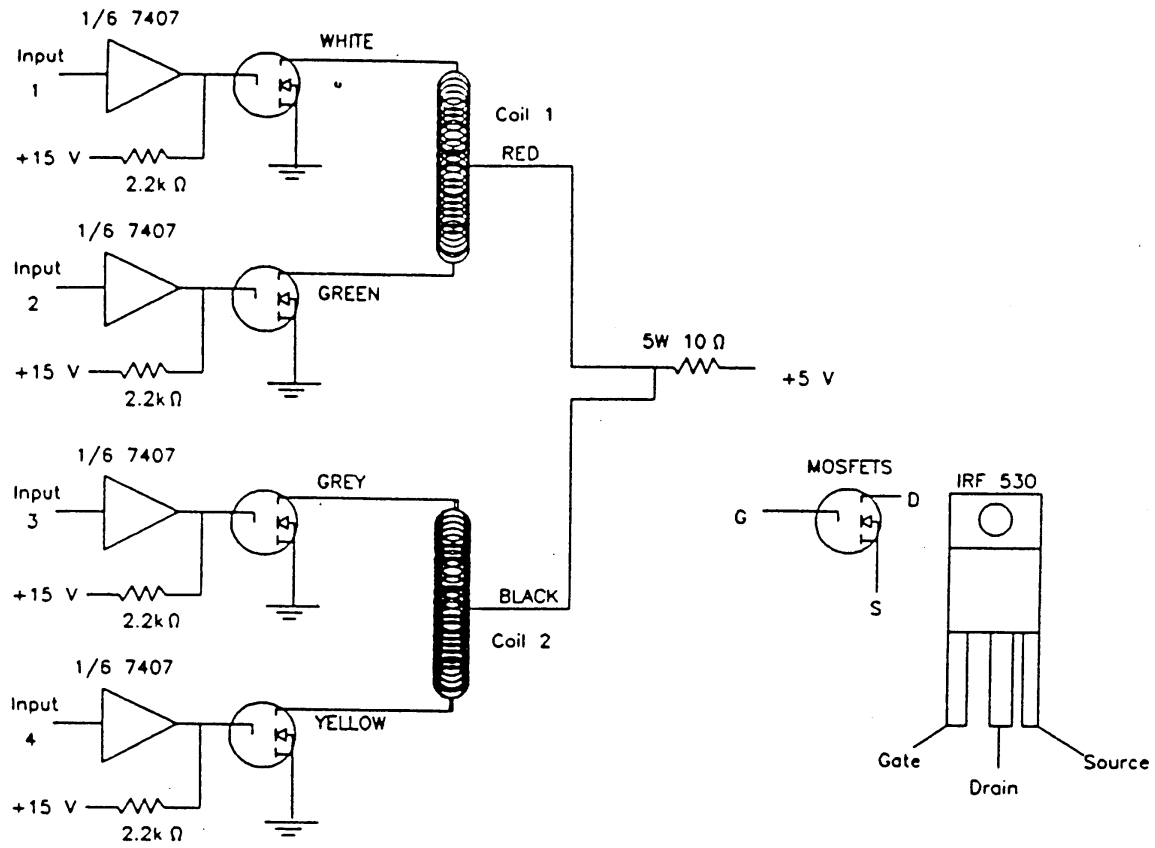 1/6 7407
Input
1
WHITE
+15 V
2.2k Ω
Coil 1
RED
1/6 7407
Input
2
GREEN
+15 V
2.2k Ω
5W 10 Ω
+5 V
1/6 7407
Input
3
GREY
+15 V
2.2k Ω
BLACK
Coil 2
1/6 7407
Input
4
YELLOW
+15 V
2.2k Ω
MOSFETS
G
D
S
IRF 530
Gate
Drain
Source